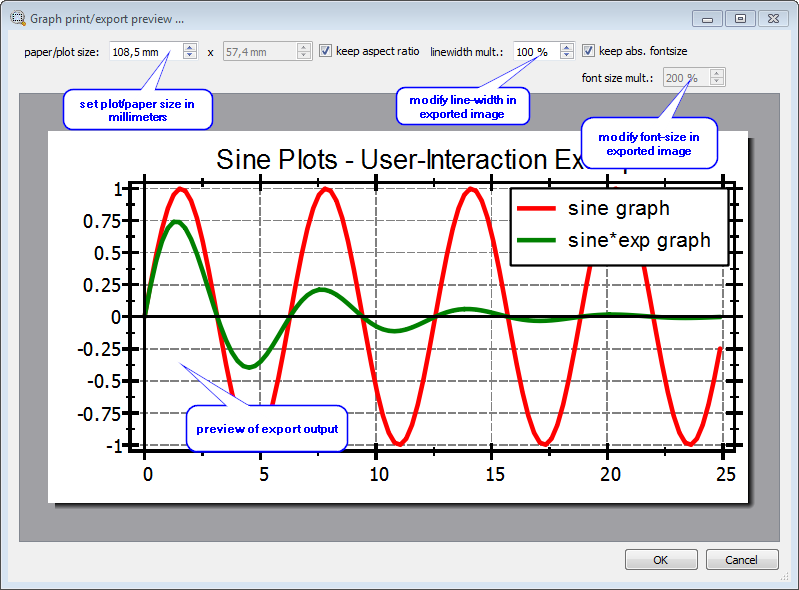 Graph print/export preview ...
paper/plot size: 108,5 mm x 57,4 mm keep aspect ratio linewidth mult.: 100 % keep abs. fontsize
font size mult.: 200 %
set plot/paper size in
millimeters
modify line-width in
exported image
modify font-size in
exported image
Sine Plots - User-Interaction
1
0.75
0.5
0.25
0
-0.25
-0.5
-0.75
-1
sine graph
sine*exp graph
preview of export output
0 5 10 15 20 25
OK Cancel